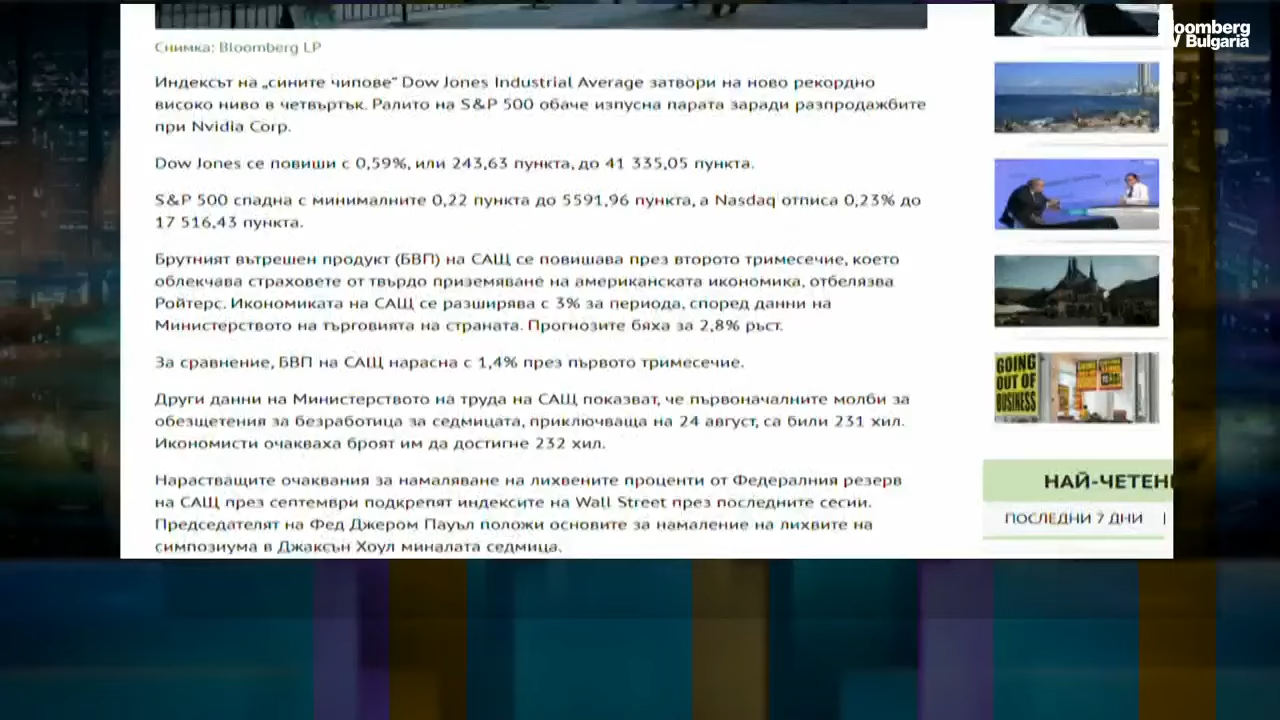 Bloomberg
TV Bulgaria
Снимка: Bloomberg LP
Индексът на „сините чипове“ Dow Jones Industrial Average затвори на ново рекордно
високо ниво в четвъртък. Ралито на S&P 500 обаче изпусна парата заради разпродажбите
при Nvidia Corp.
Dow Jones се повиши с 0,59%, или 243,63 пункта, до 41 335,05 пункта.
S&P 500 спадна с минималните 0,22 пункта до 5591,96 пункта, а Nasdaq отписа 0,23% до
17 516,43 пункта.
Брутният вътрешен продукт (БВП) на САЩ се повишава през второто тримесечие, което
облекчава страховете от твърдо приземяване на американската икономика, отбелязва
Ройтерс. Икономиката на САЩ се разширява с 3% за периода, според данни на
Министерството на търговията на страната. Прогнозите бяха за 2,8% ръст.
За сравнение, БВП на САЩ нарасна с 1,4% през първото тримесечие.
Други данни на Министерството на труда на САЩ показват, че първоначалните молби за
обезщетения за безработица за седмицата, приключваща на 24 август, са били 231 хил.
Икономисти очакваха броят им да достигне 232 хил.
Нарастващите очаквания за намаляване на лихвените проценти от Федералния резерв
на САЩ през септември подкрепят индексите на Wall Street през последните сесии.
Председателят на Фед Джером Пауъл положи основите за намаление на лихвите на
симпозиума в Джаксън Хоул миналата седмица.
GOING
OUT OF
BUSINESS
НАЙ-ЧЕТЕН
ПОСЛЕДНИ 7 ДНИ |